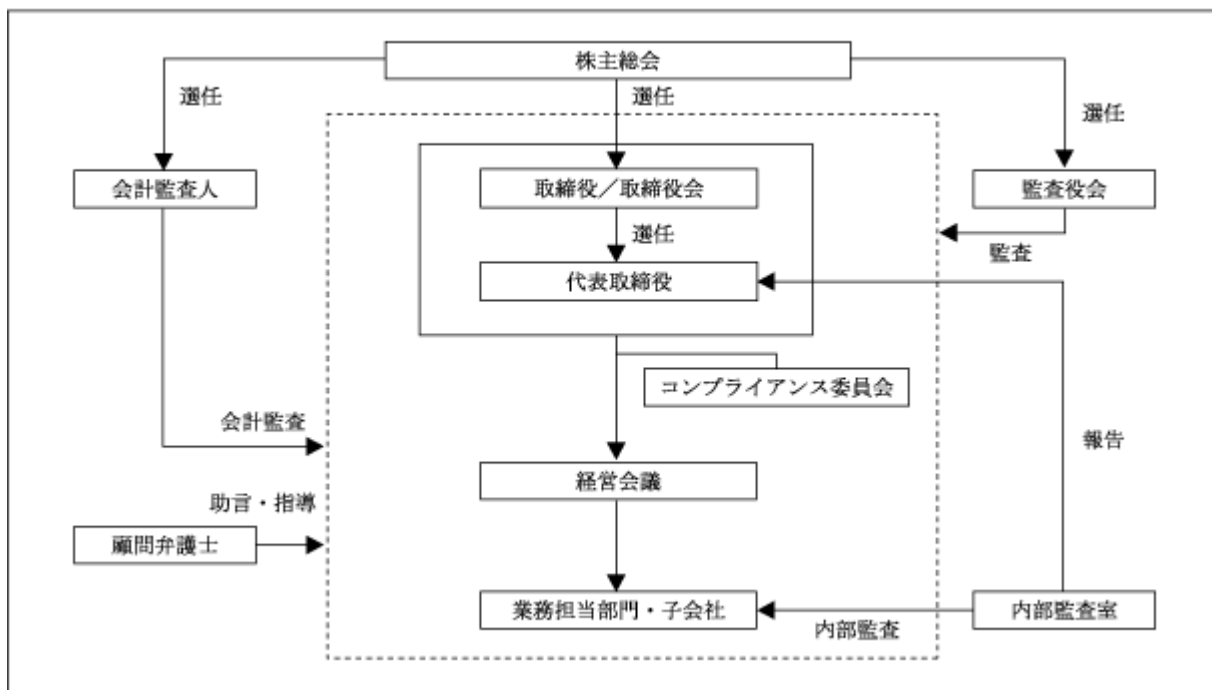 株主総会
選任
選任
選任
会計監査人
取締役／取締役会
監査役会
選任
監査
代表取締役
コンプライアンス委員会
会計監査
報告
経営会議
助言・指導
顧問弁護士
業務担当部門・子会社
内部監査
内部監査室